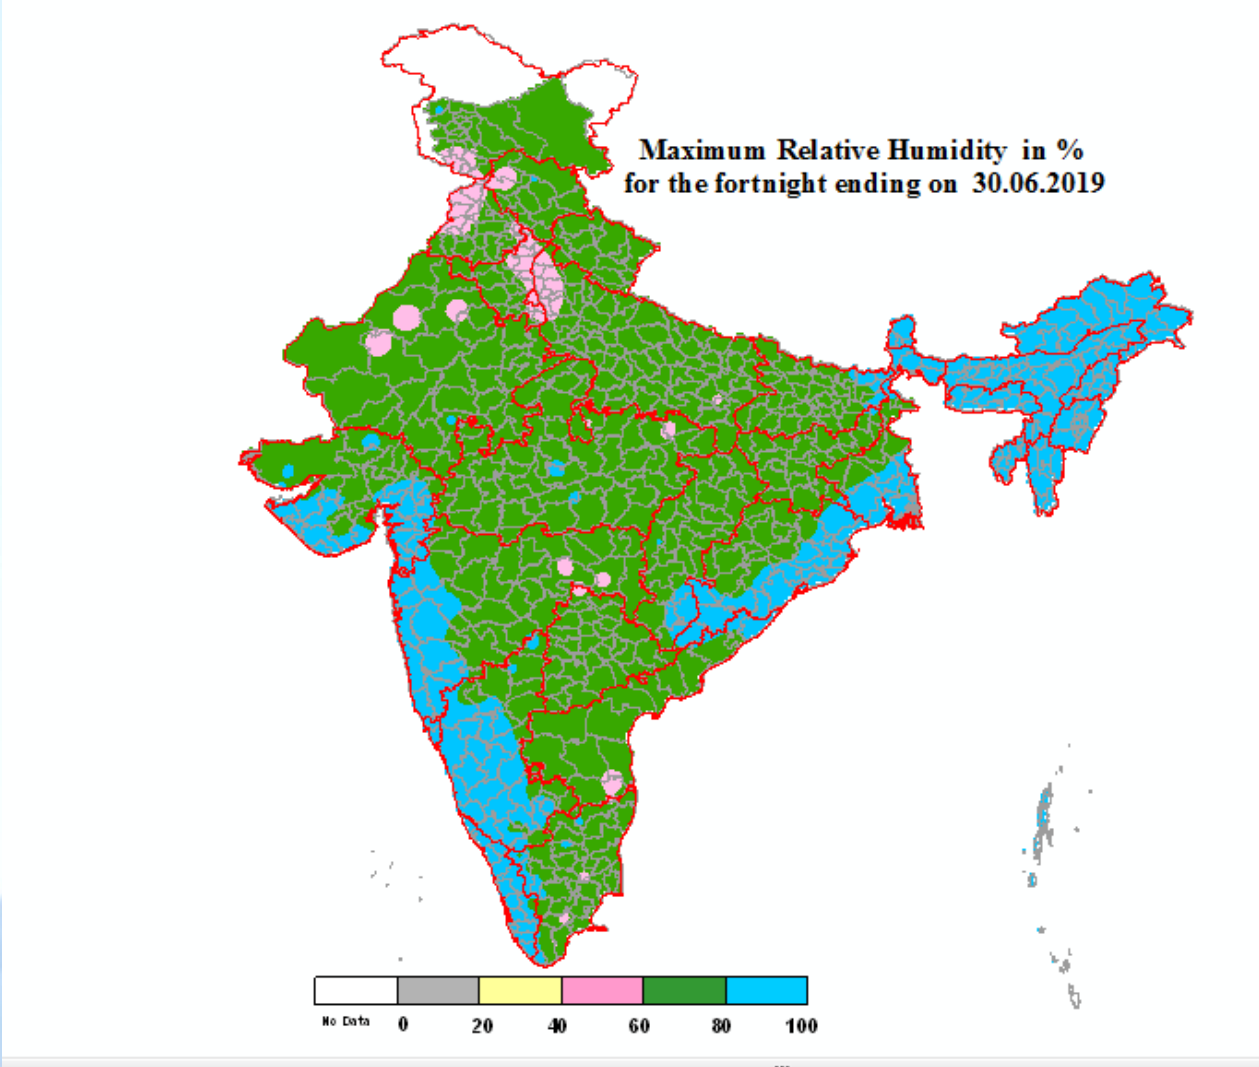 Maximum Relative Humidity in %
for the fortnight ending on 30.06.2019
No Data 0 20 40 60 80 100